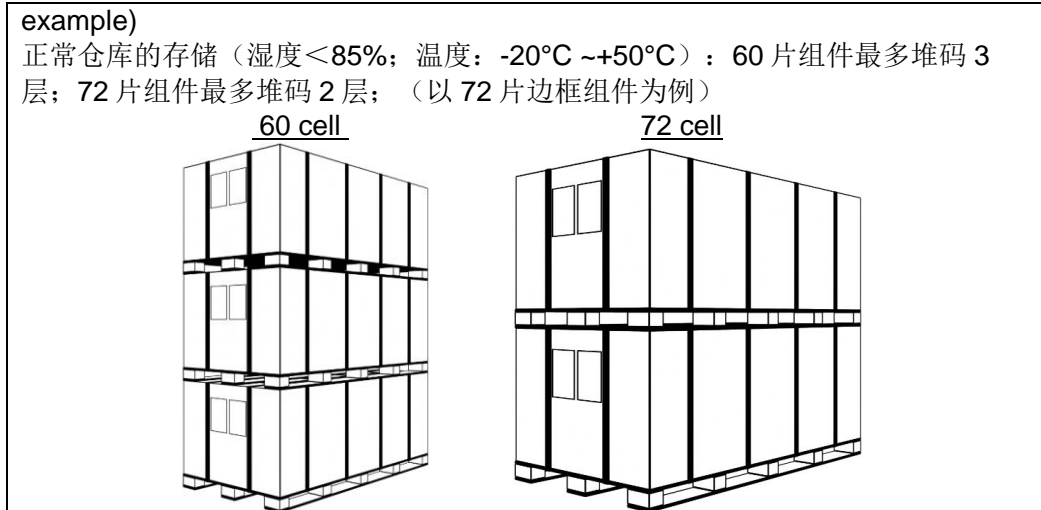 example)
正常仓库的存储（湿度＜85%；温度：-20°C ~+50°C）: 60 片组件最多堆码 3
层；72 片组件最多堆码 2 层；（以 72 片边框组件为例）
60 cell
72 cell